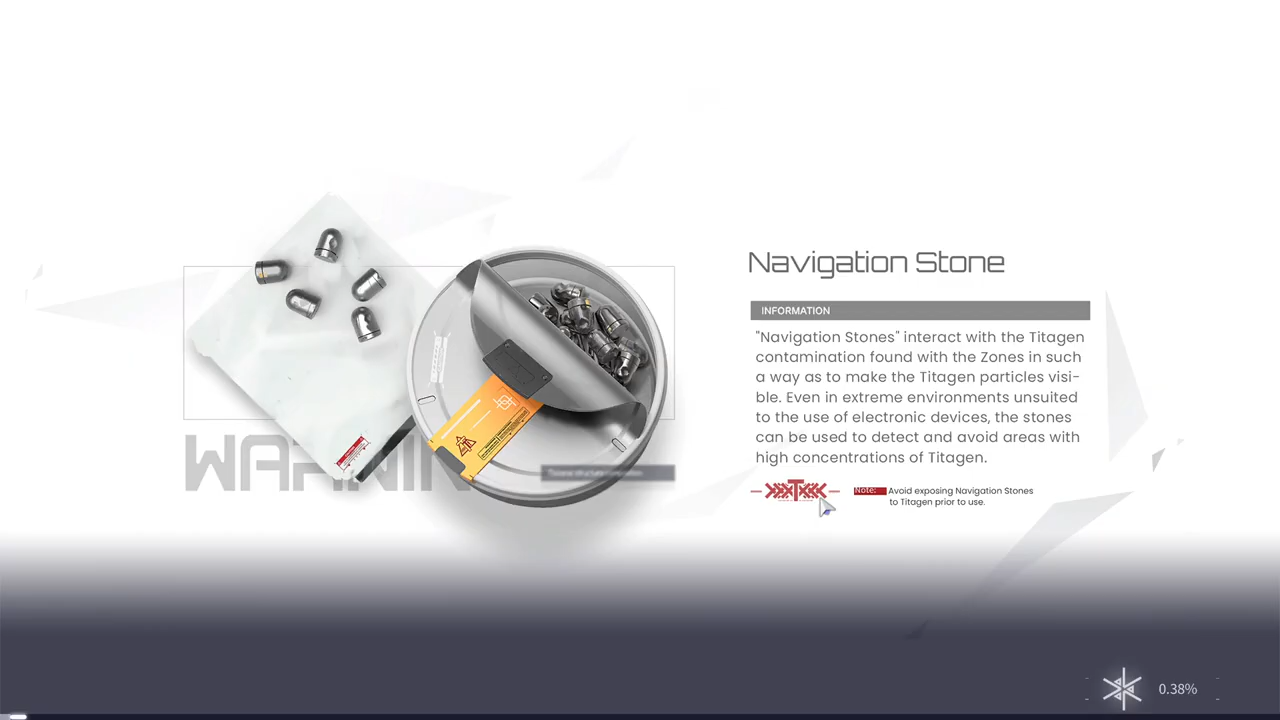 Navigation Stone
INFORMATION
"Navigation Stones" interact with the Titagen
contamination found with the Zones in such
a way as to make the Titagen particles visi-
ble. Even in extreme environments unsuited
to the use of electronic devices, the stones
can be used to detect and avoid areas with
high concentrations of Titagen.
Note: Avoid exposing Navigation Stones
to Titagen prior to use.
WARNIN
0.38%